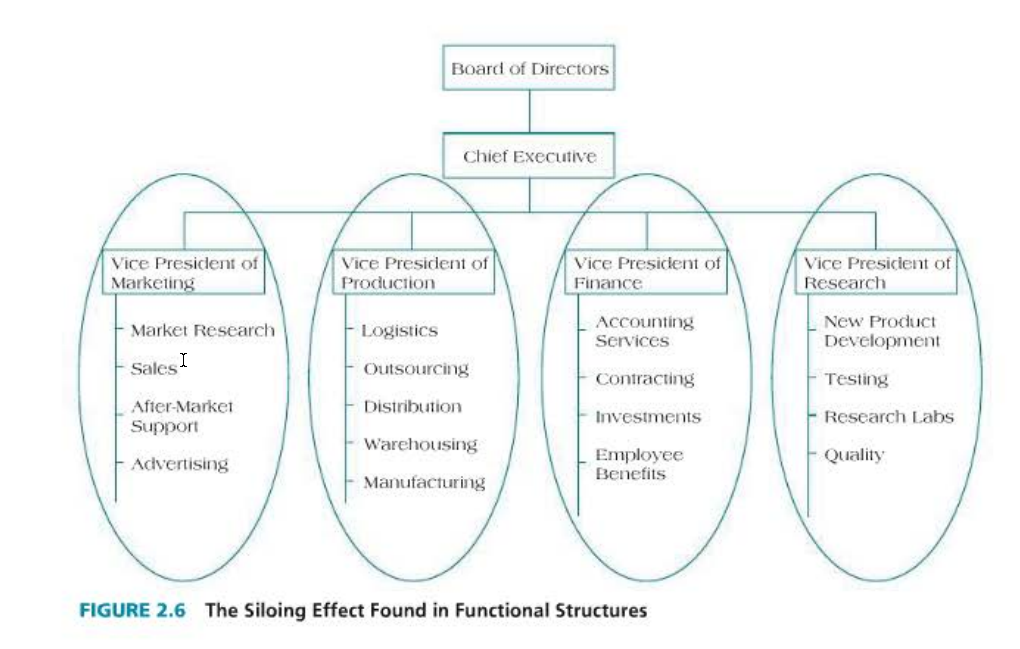 Board of Directors
Chief Executive
Vice President of
Marketing
Market Research
Sales
After-Market
Support
Advertising
Vice President of
Production
Logistics
Outsourcing
Distribution
Warehousing
Manufacturing
Vice President of
Finance
Accounting
Services
Contracting
Investments
Employee
Benefits
Vice President of
Research
New Product
Development
Testing
Research Labs
Quality
FIGURE 2.6 The Siloing Effect Found in Functional Structures